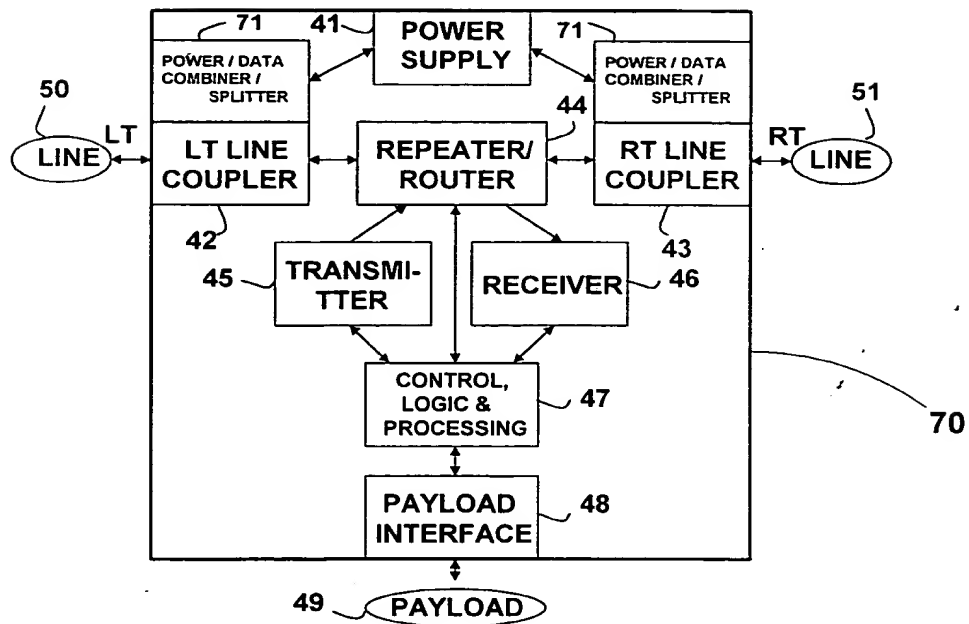 71
41
POWER
SUPPLY
71
POWER / DATA
COMBINER /
SPLITTER
POWER / DATA
COMBINER /
SPLITTER
50
44
51
LINE
LT
LT LINE
COUPLER
REPEATER/
ROUTER
RT LINE
COUPLER
RT
LINE
42
43
45
TRANSMI-
TTER
RECEIVER
46
CONTROL,
LOGIC &
PROCESSING
47
70
PAYLOAD
INTERFACE
48
49
PAYLOAD